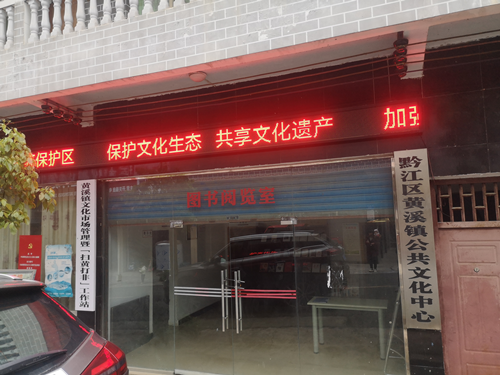 保护区 保护文化生态 共享文化遗产 加强
图书阅览室
黄溪镇文化市场管理暨"扫黄打非"工作站
黔江区黄溪镇公共文化中心